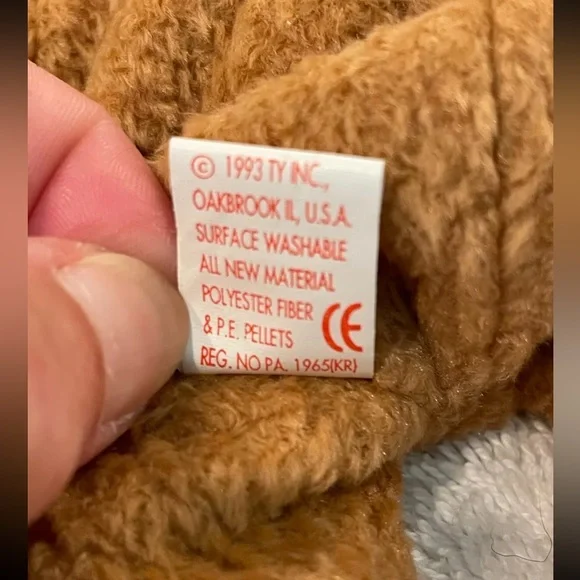 © 1993 TY INC.,
OAKBROOK IL, U.S.A.
SURFACE WASHABLE
ALL NEW MATERIAL
POLYESTER FIBER
& P.E. PELLETS CE
REG. NO PA. 1965(KR)